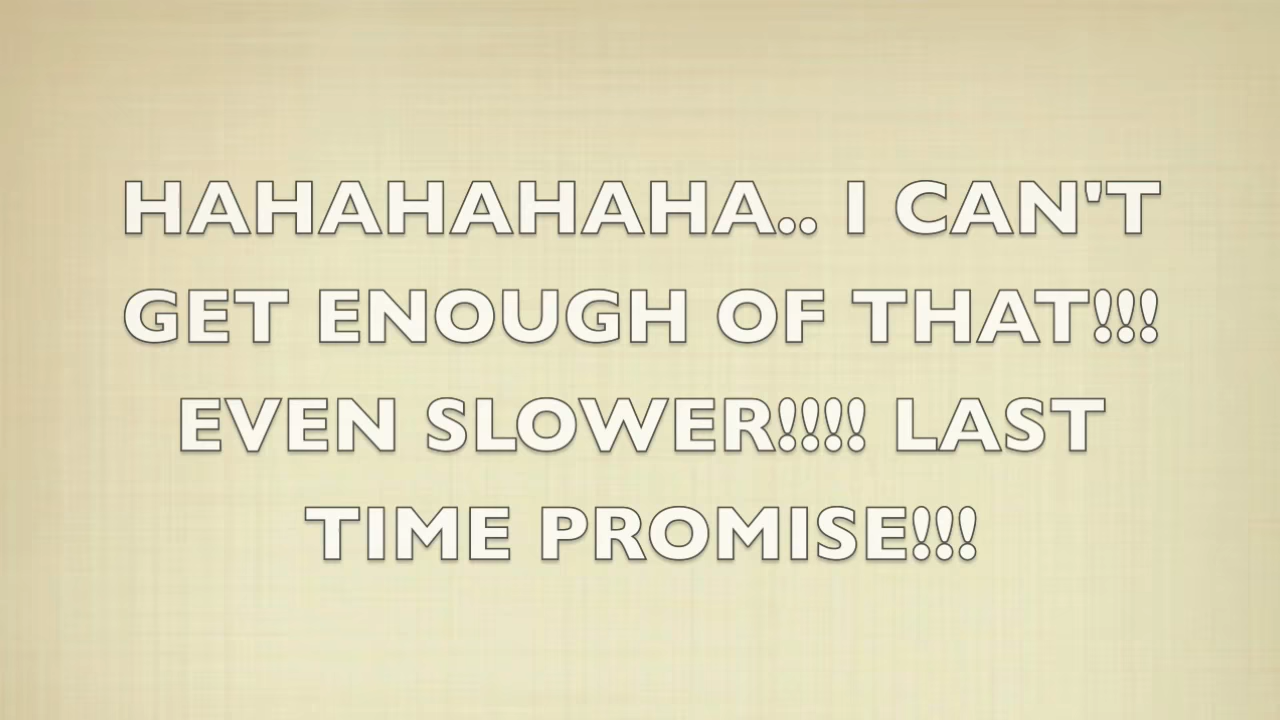 HAHAHAHAHA.. I CAN'T
GET ENOUGH OF THAT!!!
EVEN SLOWER!!!! LAST
TIME PROMISE!!!